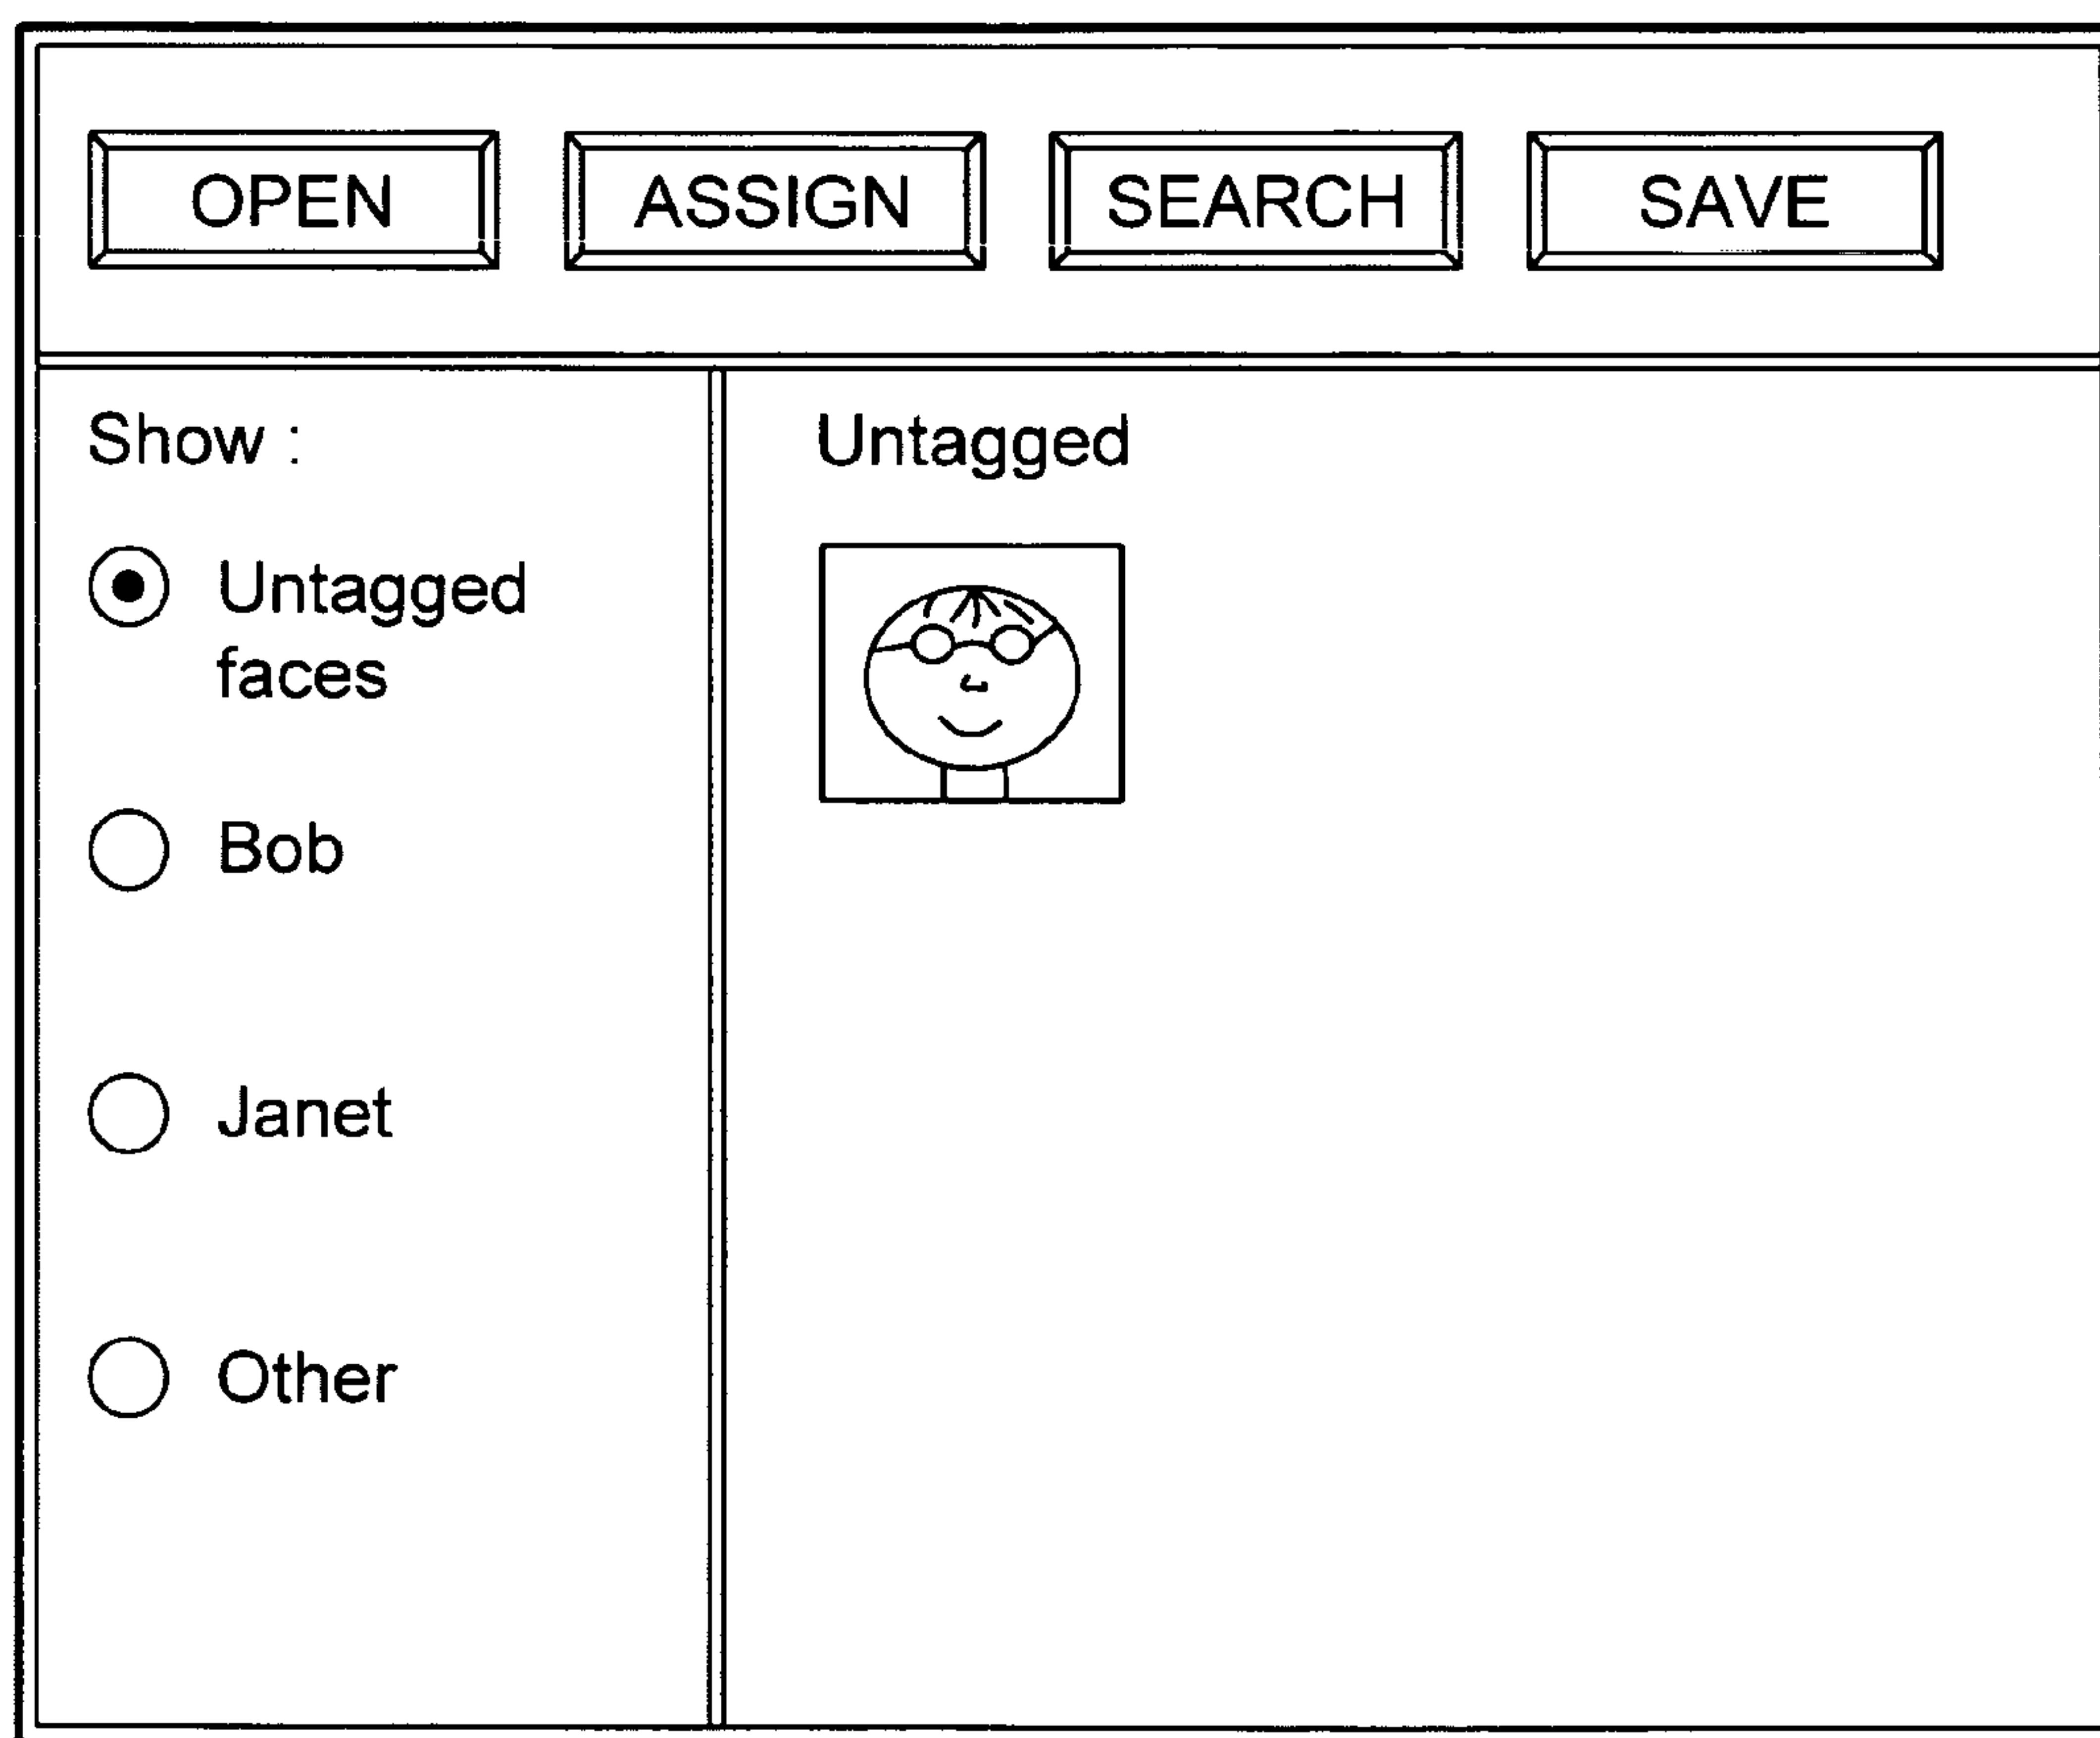 OPEN ASSIGN SEARCH SAVE
Show :
Untagged
faces
Bob
Janet
Other
Untagged